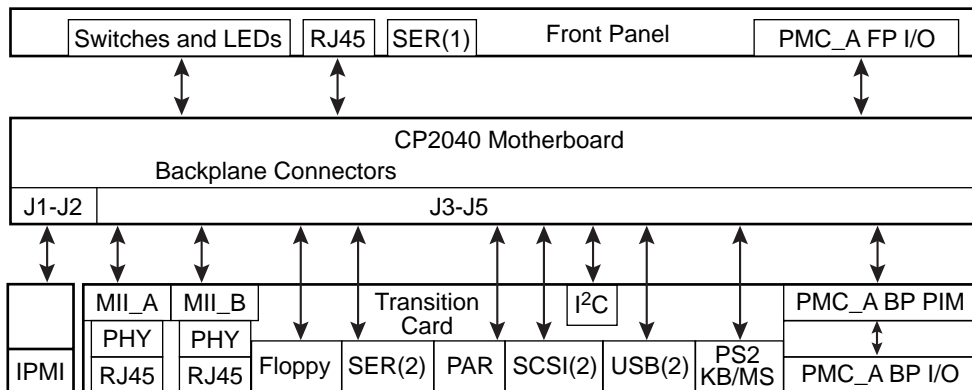 Switches and LEDs RJ45 SER(1) Front Panel PMC_A FP I/O
CP2040 Motherboard
Backplane Connectors
J1-J2 J3-J5
MII_A MII_B Transition Card I²C PMC_A BP PIM
PHY PHY
IPMI RJ45 RJ45 Floppy SER(2) PAR SCSI(2) USB(2) PS2 KB/MS PMC_A BP I/O